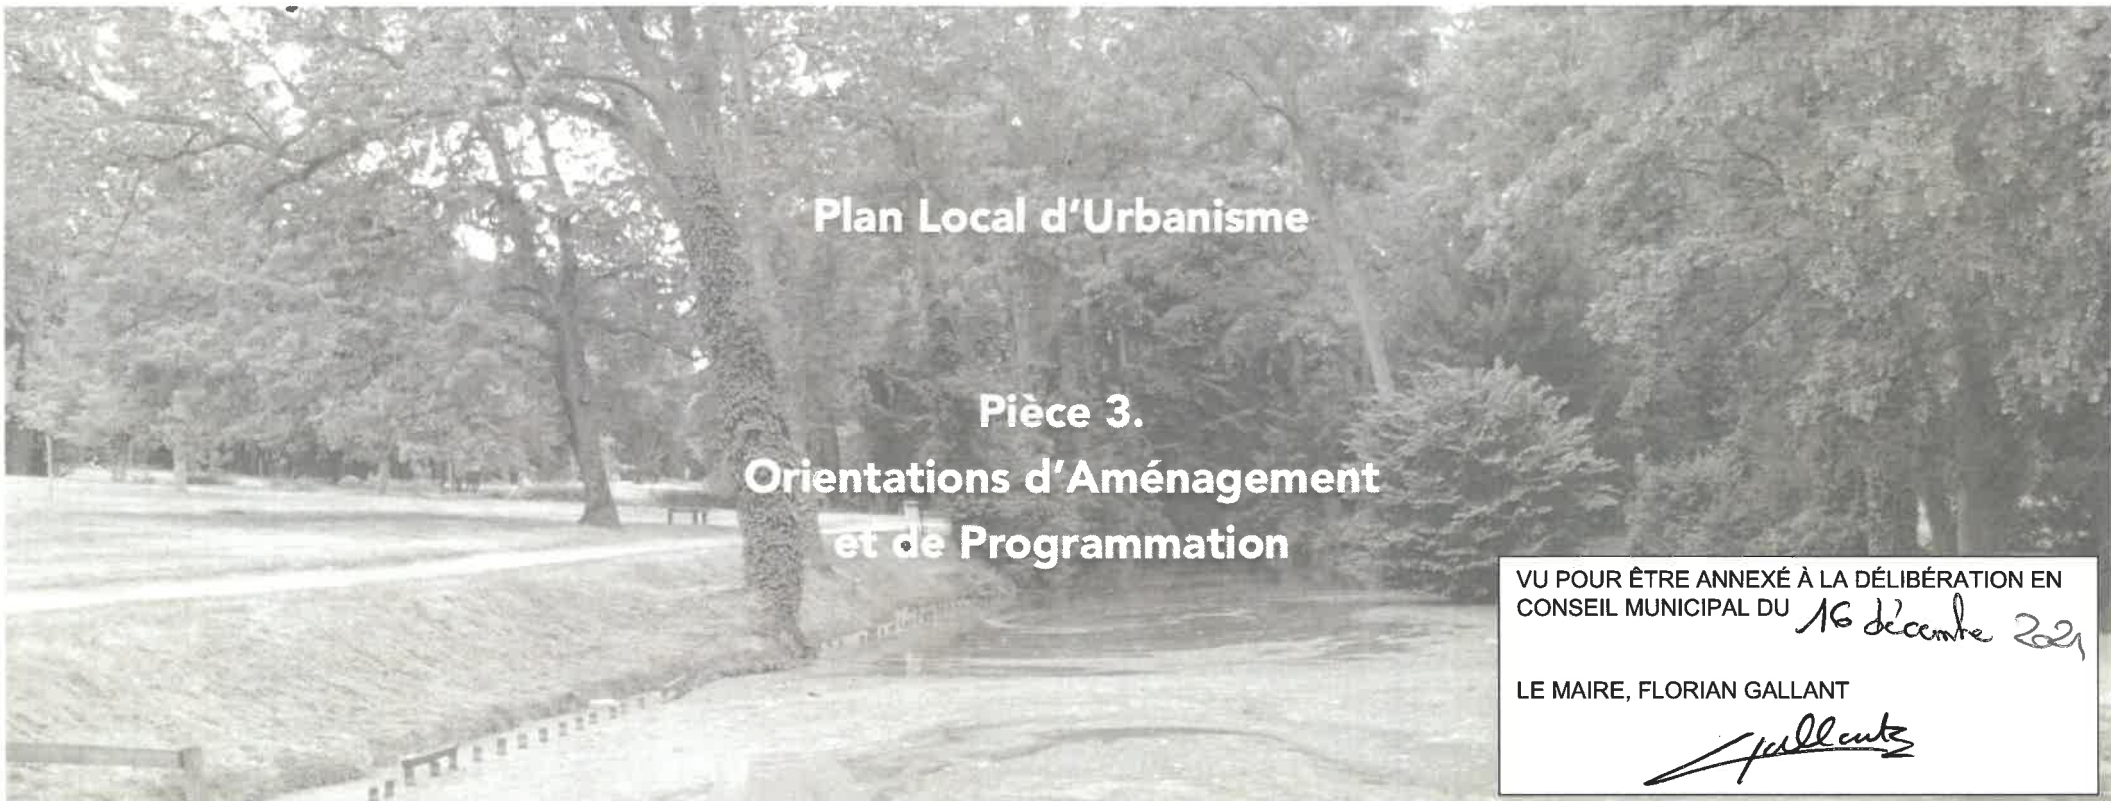 Plan Local d'Urbanisme
Pièce 3.
Orientations d'Aménagement
et de Programmation
VU POUR ÊTRE ANNEXÉ À LA DÉLIBÉRATION EN
CONSEIL MUNICIPAL DU 16 décembre 2021
LE MAIRE, FLORIAN GALLANT
Gallant